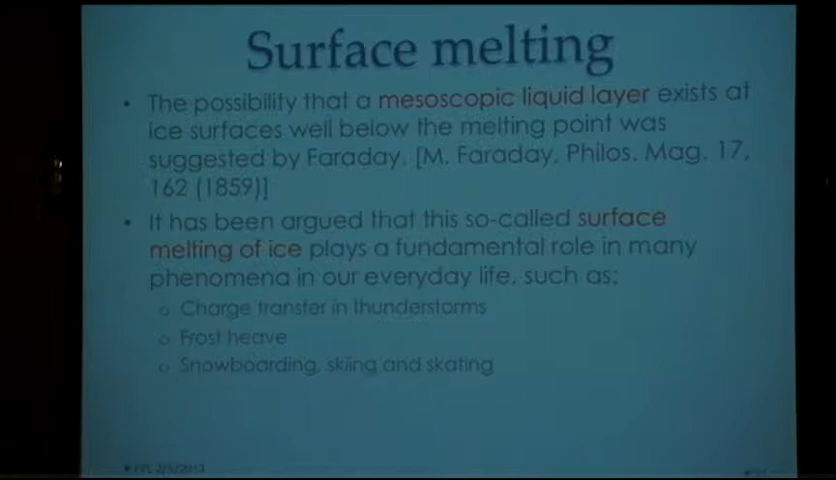 Surface melting
• The possibility that a mesoscopic liquid layer exists at
ice surfaces well below the melting point was
suggested by Faraday. [M. Faraday, Philos. Mag. 17,
162 (1859)]
• It has been argued that this so-called surface
melting of ice plays a fundamental role in many
phenomena in our everyday life, such as:
o Charge transfer in thunderstorms
o Frost heave
o Snowboarding, skiing and skating